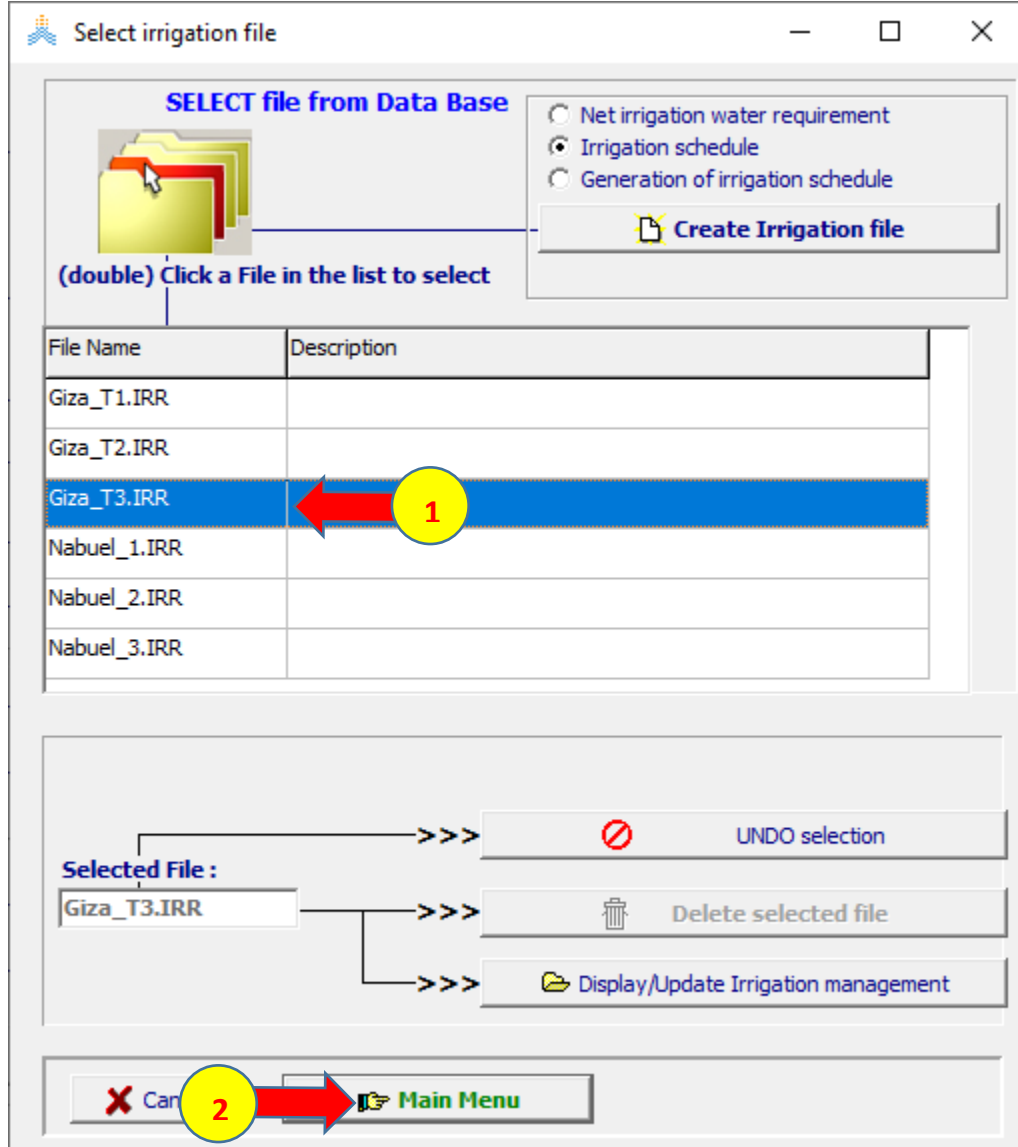 Select irrigation file
SELECT file from Data Base
Net irrigation water requirement
Irrigation schedule
Generation of irrigation schedule
Create Irrigation file
(double) Click a File in the list to select
File Name Description
Giza_T1.IRR
Giza_T2.IRR
Giza_T3.IRR 1
Nabuel_1.IRR
Nabuel_2.IRR
Nabuel_3.IRR
>>> UNDO selection
Selected File :
Giza_T3.IRR >>> Delete selected file
>>> Display/Update Irrigation management
Can 2 Main Menu